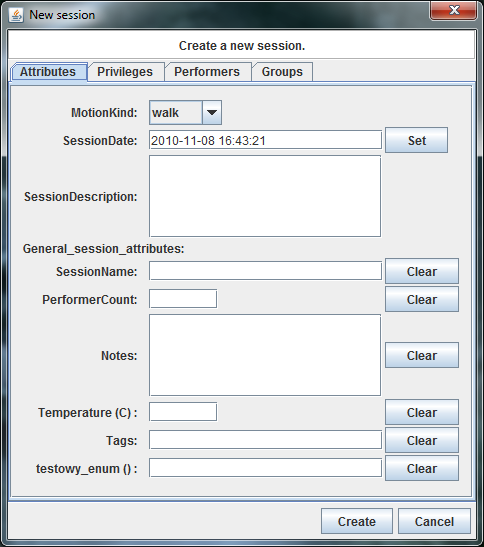 New session
Create a new session.
Attributes Privileges Performers Groups
MotionKind: walk
SessionDate: 2010-11-08 16:43:21 Set
SessionDescription:
General_session_attributes:
SessionName: Clear
PerformerCount: Clear
Notes: Clear
Temperature (C) : Clear
Tags: Clear
testowy_enum () : Clear
Create Cancel